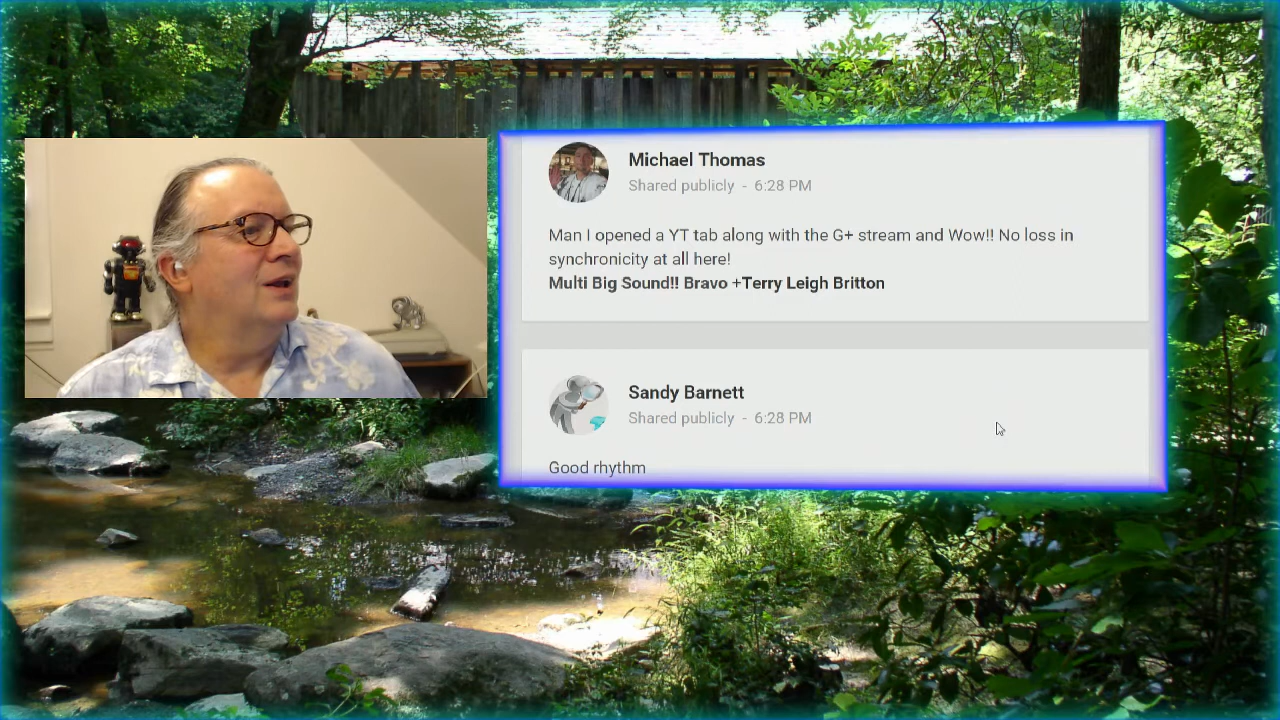 Michael Thomas
Shared publicly - 6:28 PM
Man I opened a YT tab along with the G+ stream and Wow!! No loss in
synchronicity at all here!
Multi Big Sound!! Bravo +Terry Leigh Britton
Sandy Barnett
Shared publicly - 6:28 PM
Good rhythm